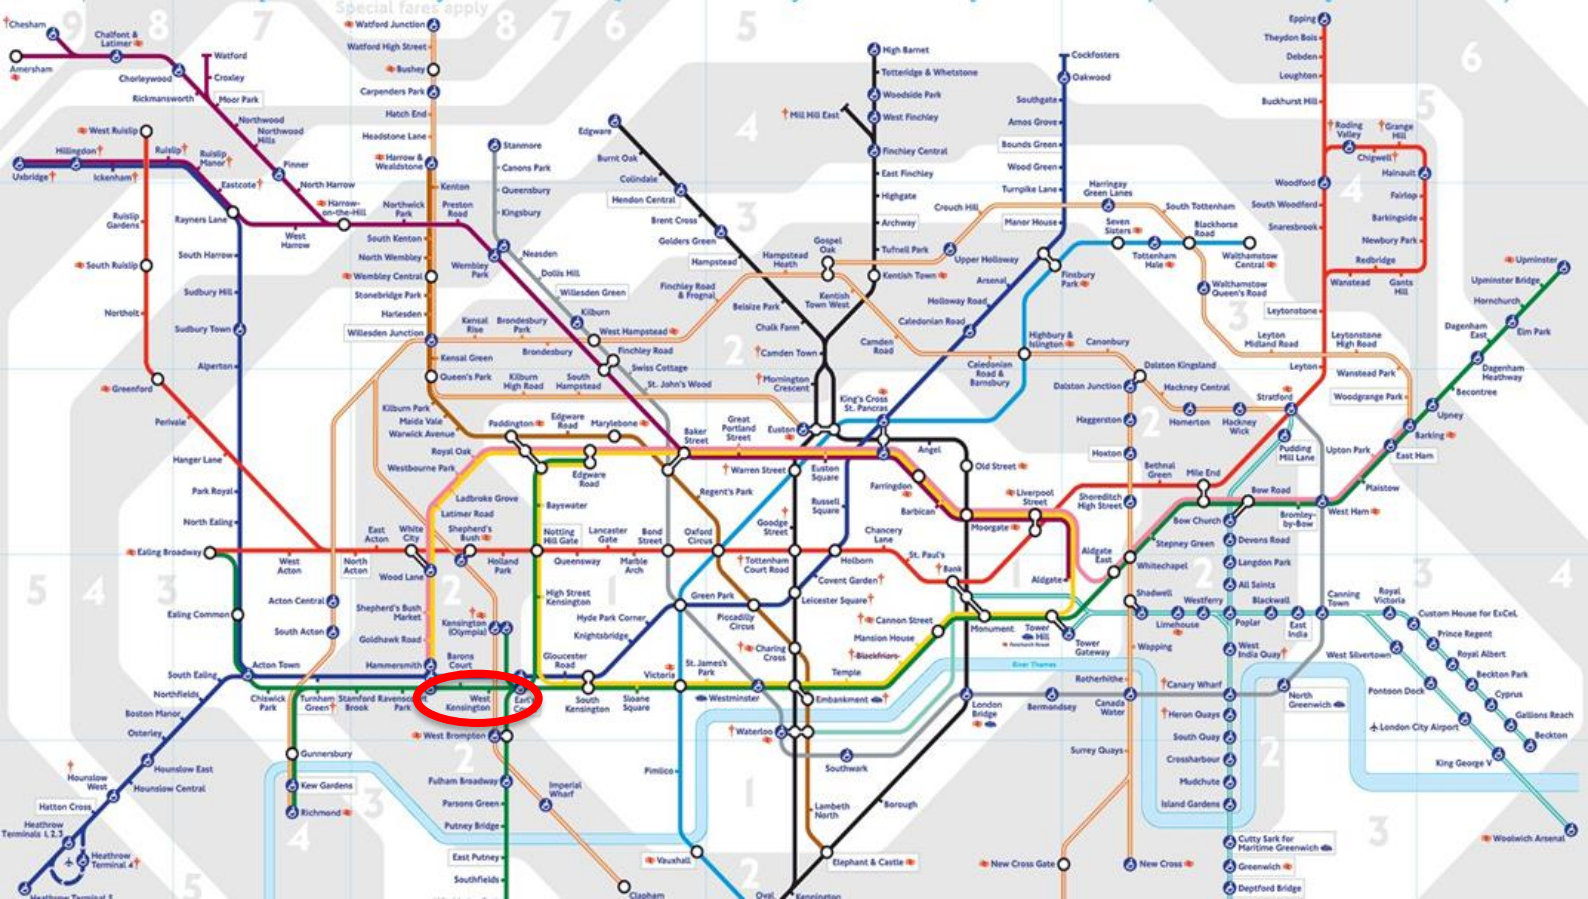 Special fares apply
9
8
7
8
7
6
5
6
Chesham
Chalfont &
Latimer
Amersham
Chorleywood
Rickmansworth
Watford
Croxley
Moor Park
Northwood
Northwood
Hills
Pinner
North Harrow
Harrow-
on-the-Hill
Watford Junction
Watford High Street
Bushey
Carpenders Park
Hatch End
Headstone Lane
Harrow &
Wealdstone
Kenton
Northwick
Park
Preston
Road
South Kenton
North Wembley
Wembley Central
Stonebridge Park
Harlesden
Willesden Junction
Kensal Green
Queen's Park
Kilburn Park
Maida Vale
Warwick Avenue
West Ruislip
Hillingdon
Uxbridge
Ickenham
Ruislip
Ruislip
Manor
Eastcote
Rayners Lane
West
Harrow
Ruislip
Gardens
South Ruislip
Northolt
Greenford
Perivale
Hanger Lane
South Harrow
Sudbury Hill
Sudbury Town
Alperton
Park Royal
North Ealing
Ealing Broadway
Ealing Common
Stanmore
Canons Park
Queensbury
Kingsbury
Wembley
Park
Neasden
Dollis Hill
Willesden Green
Kilburn
West Hampstead
Finchley Road
Swiss Cottage
St. John's Wood
Kensal
Rise
Brondesbury
Park
Brondesbury
Kilburn
High Road
South
Hampstead
Finchley Road
& Frognal
Hampstead
Heath
Gospel
Oak
Edgware
Burnt Oak
Colindale
Hendon Central
Brent Cross
Golders Green
Hampstead
Belsize Park
Chalk Farm
Camden Town
Mornington
Crescent
Euston
High Barnet
Totteridge & Whetstone
Woodside Park
West Finchley
Mill Hill East
Finchley Central
East Finchley
Highgate
Archway
Tufnell Park
Kentish Town
Kentish
Town West
Camden
Road
Upper Holloway
Crouch Hill
Harringay
Green Lanes
South Tottenham
Cockfosters
Oakwood
Southgate
Arnos Grove
Bounds Green
Wood Green
Turnpike Lane
Manor House
Finsbury
Park
Arsenal
Holloway Road
Caledonian Road
King's Cross
St. Pancras
Seven
Sisters
Tottenham
Hale
Blackhorse
Road
Walthamstow
Central
Walthamstow
Queen's Road
Leyton
Midland Road
Leytonstone
High Road
Wanstead Park
Woodgrange Park
Highbury &
Islington
Caledonian
Road &
Barnsbury
Canonbury
Dalston Kingsland
Dalston Junction
Hackney Central
Homerton
Hackney
Wick
Stratford
Haggerston
Hoxton
Shoreditch
High Street
Epping
Theydon Bois
Debden
Loughton
Buckhurst Hill
Roding
Valley
Grange
Hill
Chigwell
Hainault
Fairlop
Barkingside
Newbury Park
Gants
Hill
Redbridge
Wanstead
Woodford
South Woodford
Snaresbrook
Leytonstone
Leyton
Upminster
Upminster Bridge
Hornchurch
Elm Park
Dagenham
East
Dagenham
Heathway
Becontree
Upney
Barking
East Ham
Upton Park
Plaistow
West Ham
Bromley-
by-Bow
Bow Road
Bow Church
Pudding
Mill Lane
Mile End
Bethnal
Green
Stepney Green
Whitechapel
Aldgate
East
Aldgate
Devons Road
Langdon Park
All Saints
Poplar
Blackwall
East
India
Canning
Town
Royal
Victoria
Custom House for ExCeL
Prince Regent
Royal Albert
Beckton Park
Cyprus
Gallions Reach
Beckton
West Silvertown
Pontoon Dock
London City Airport
King George V
Woolwich Arsenal
Shadwell
Limehouse
Westferry
West
India Quay
Canary Wharf
Heron Quays
South Quay
Crossharbour
Mudchute
Island Gardens
Cutty Sark for
Maritime Greenwich
Greenwich
Deptford Bridge
North
Greenwich
Wapping
Rotherhithe
Canada
Water
Surrey Quays
New Cross Gate
New Cross
Bermondsey
London
Bridge
Southwark
Waterloo
Borough
Elephant & Castle
Lambeth
North
Kennington
Oval
Vauxhall
Pimlico
Victoria
St. James's
Park
Westminster
Embankment
Charing
Cross
Temple
Blackfriars
Mansion House
Cannon Street
Monument
Bank
Tower
Hill
Fenchurch Street
Tower
Gateway
River Thames
Paddington
Edgware
Road
Marylebone
Baker
Street
Great
Portland
Street
Euston
Square
Warren Street
Regent's Park
Russell
Square
Goodge
Street
Farringdon
Barbican
Moorgate
Liverpool
Street
Old Street
Angel
Royal Oak
Westbourne Park
Ladbroke Grove
Latimer Road
Edgware
Road
Bayswater
Notting
Hill Gate
Queensway
Lancaster
Gate
Marble
Arch
Bond
Street
Oxford
Circus
Tottenham
Court Road
Holborn
Chancery
Lane
St. Paul's
Covent Garden
Leicester Square
Piccadilly
Circus
Green Park
Hyde Park Corner
Knightsbridge
High Street
Kensington
Gloucester
Road
South
Kensington
Sloane
Square
West
Acton
North
Acton
East
Acton
White
City
Wood Lane
Shepherd's
Bush
Holland
Park
Shepherd's Bush
Market
Goldhawk Road
Hammersmith
Barons
Court
West
Kensington
Kensington
(Olympia)
West Brompton
Fulham Broadway
Parsons Green
Putney Bridge
East Putney
Southfields
Imperial
Wharf
Clapham
Acton Central
South Acton
Acton Town
South Ealing
Northfields
Boston Manor
Osterley
Hounslow East
Hounslow Central
Hounslow
West
Hatton Cross
Heathrow
Terminals 1, 2, 3
Heathrow
Terminal 4
Heathrow Terminal 5
Chiswick
Park
Turnham
Green
Stamford
Brook
Gunnersbury
Kew Gardens
Richmond